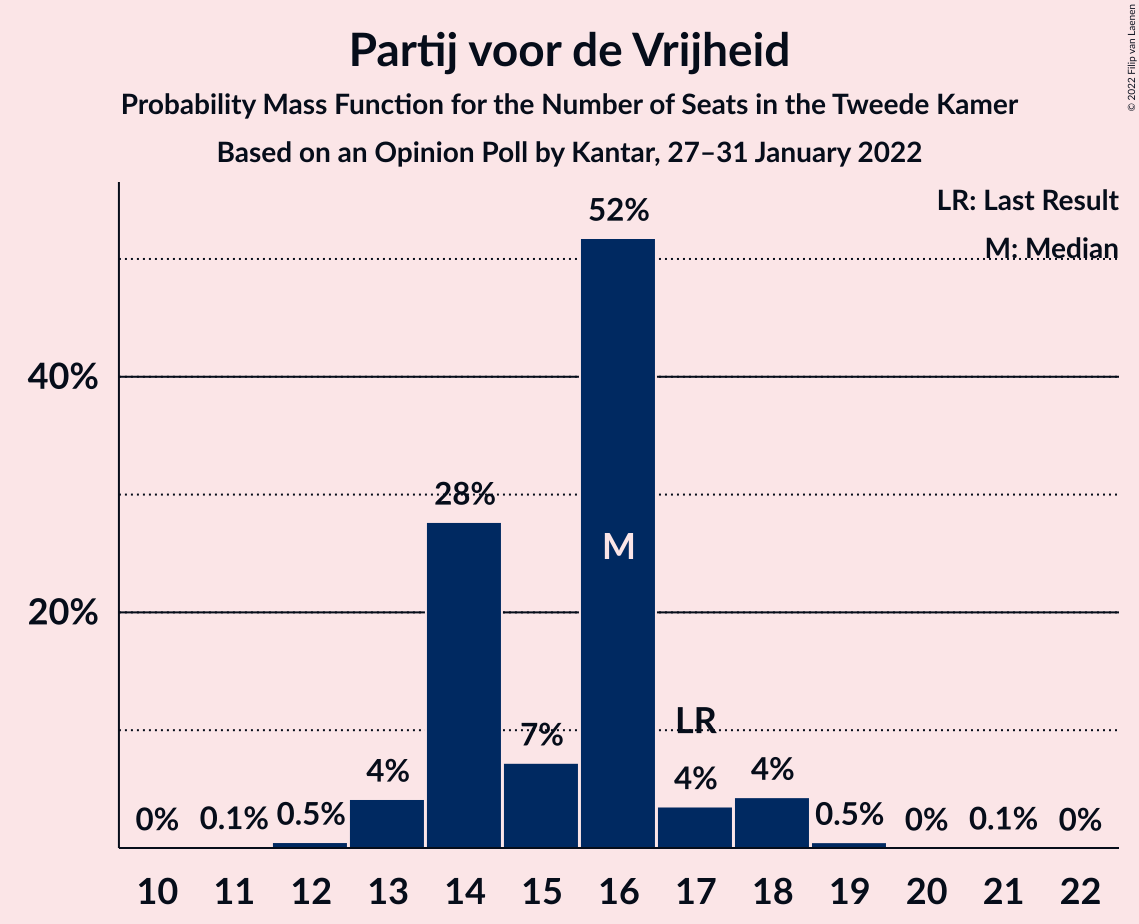 Partij voor de Vrijheid
Probability Mass Function for the Number of Seats in the Tweede Kamer
Based on an Opinion Poll by Kantar, 27–31 January 2022
© 2022 Filip van Laenen
LR: Last Result
M: Median
52%
40%
28%
M
20%
LR
7%
4%
4%
4%
0%
0.1%
0.5%
0.5%
0%
0.1%
0%
10 11 12 13 14 15 16 17 18 19 20 21 22